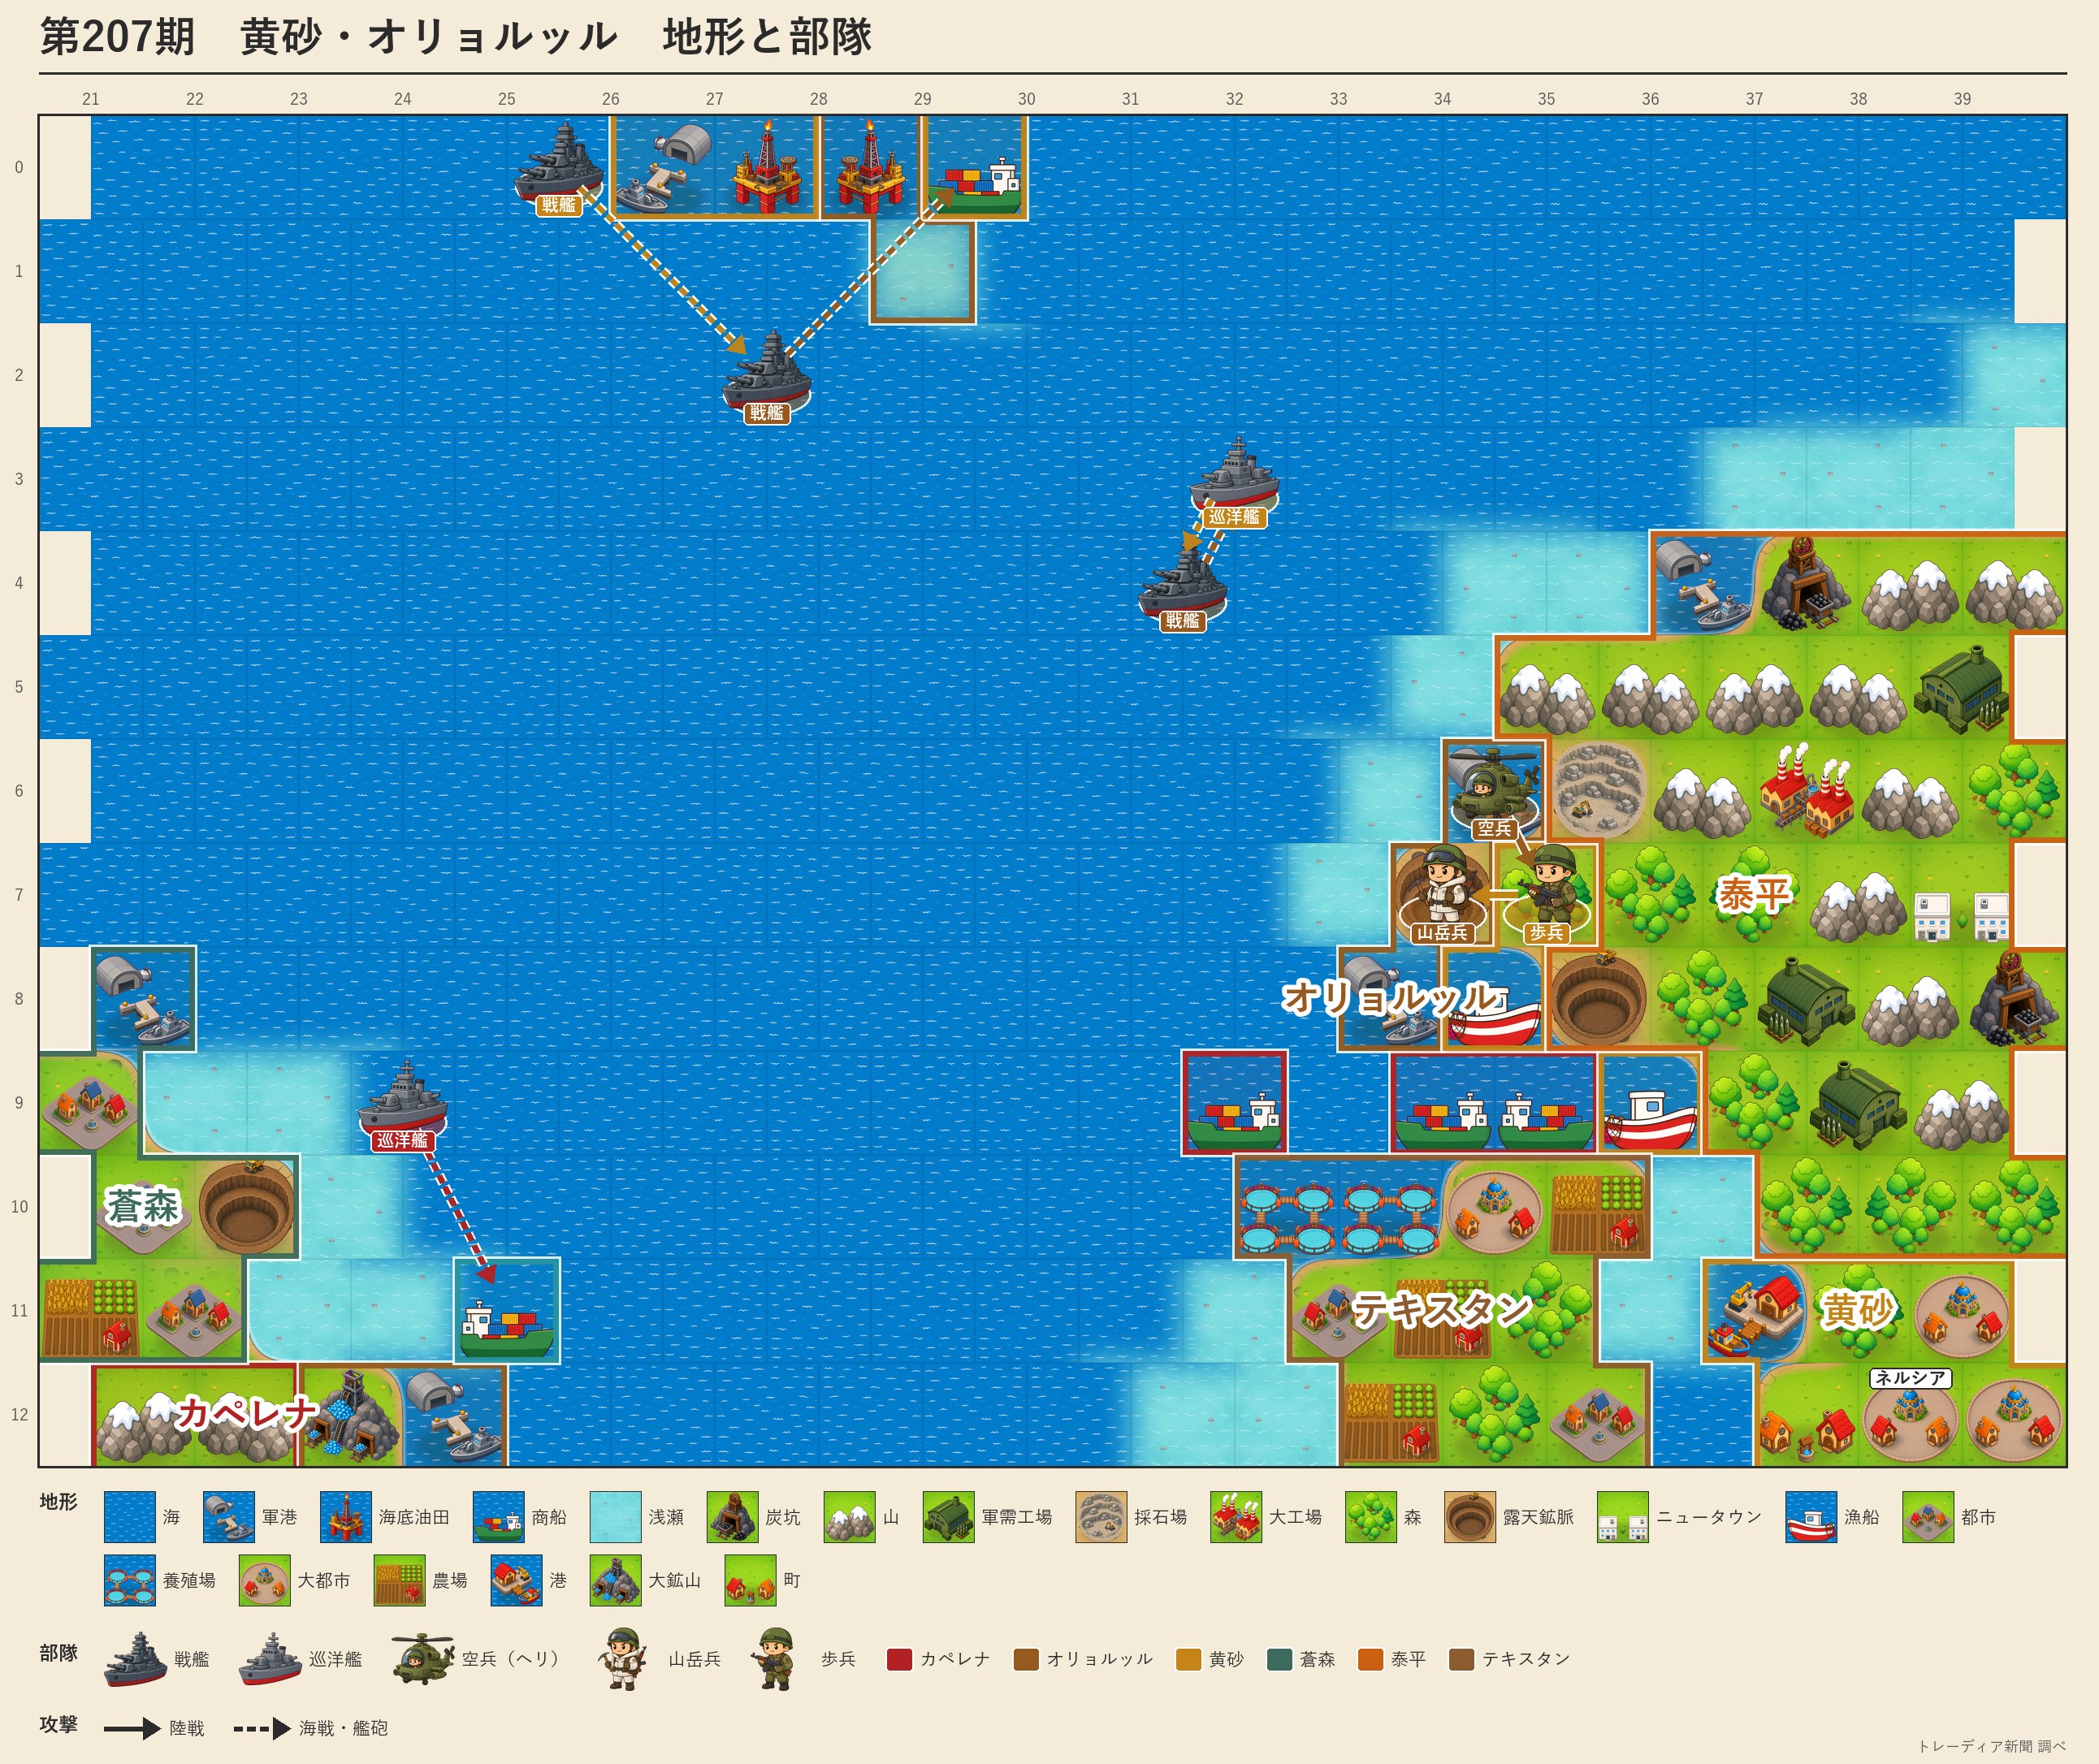 第207期　黄砂・オリョルッル　地形と部隊
21 22 23 24 25 26 27 28 29 30 31 32 33 34 35 36 37 38 39
0
戦艦
1
2
戦艦
3
巡洋艦
4
戦艦
5
6
空兵
7
泰平
山岳兵 歩兵
8
オリョルッル
9
巡洋艦
10
蒼森
11
テキスタン 黄砂
ネルシア
12
カペレナ
地形 海 軍港 海底油田 商船 浅瀬 炭坑 山 軍需工場 採石場 大工場 森 露天鉱脈 ニュータウン 漁船 都市
養殖場 大都市 農場 港 大鉱山 町
部隊 戦艦 巡洋艦 空兵（ヘリ） 山岳兵 歩兵 カペレナ オリョルッル 黄砂 蒼森 泰平 テキスタン
攻撃 陸戦 海戦・艦砲
トレーディア新聞 調べ